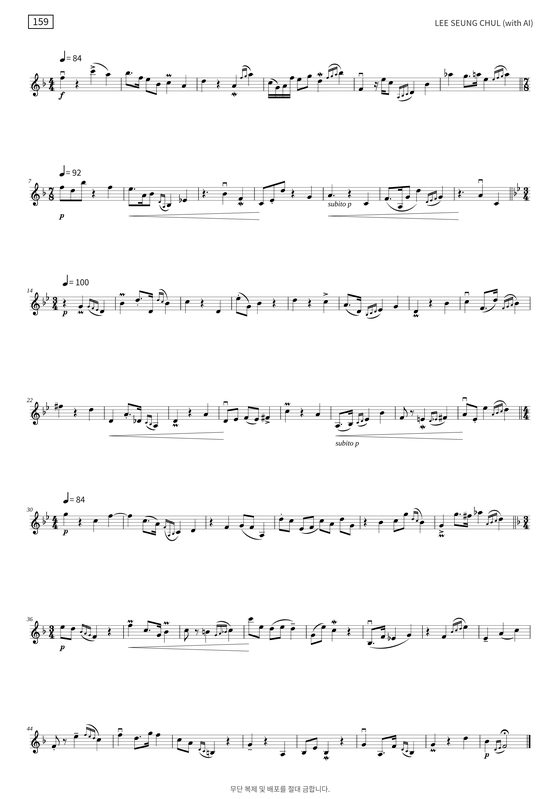 159
LEE SEUNG CHUL (with AI)
= 84
f
7
= 92
p
subito p
14
= 100
p
22
subito p
30
= 84
p
36
p
44
p
무단 복제 및 배포를 절대 금합니다.